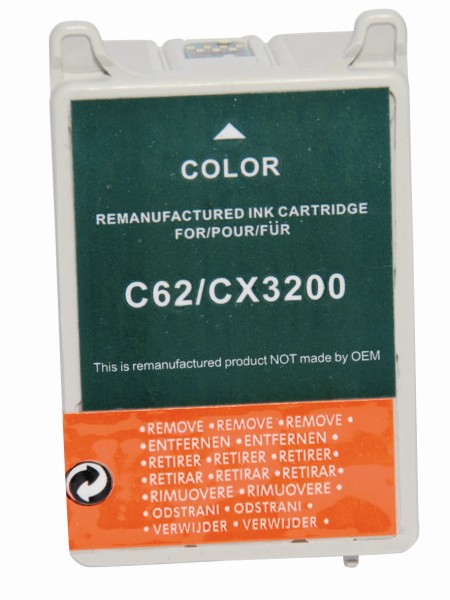 COLOR
REMANUFACTURED INK CARTRIDGE
FOR/POUR/FÜR
C62/CX3200
This is remanufactured product NOT made by OEM
•REMOVE •REMOVE •REMOVE •
•ENTFERNEN •ENTFERNEN •
•RETIRER •RETIRER •RETIRER•
•RETIRAR •RETIRAR •RETIRAR•
•RIMUOVERE •RIMUOVERE•
•ODSTRANI • ODSTRANI •
•VERWIJDER •VERWIJDER•